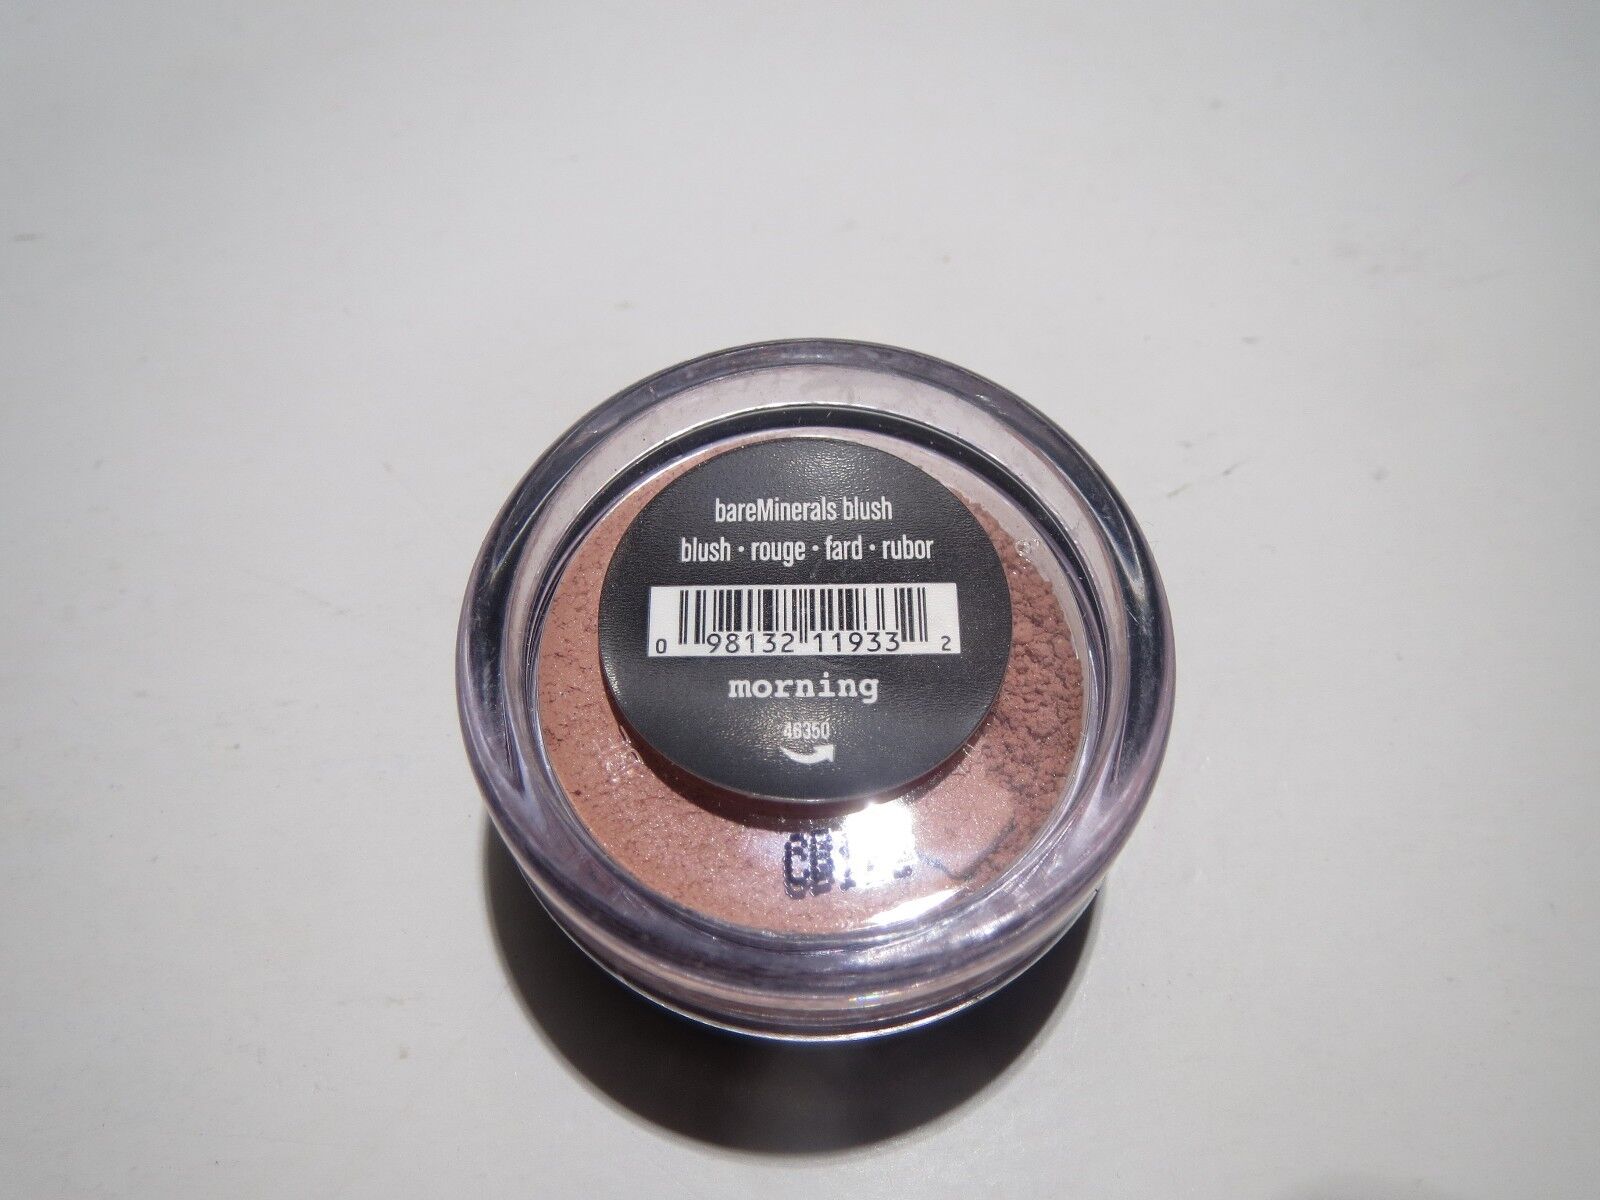 bareMinerals blush
blush · rouge · fard · rubor
0 98132 11933 2
morning
46350